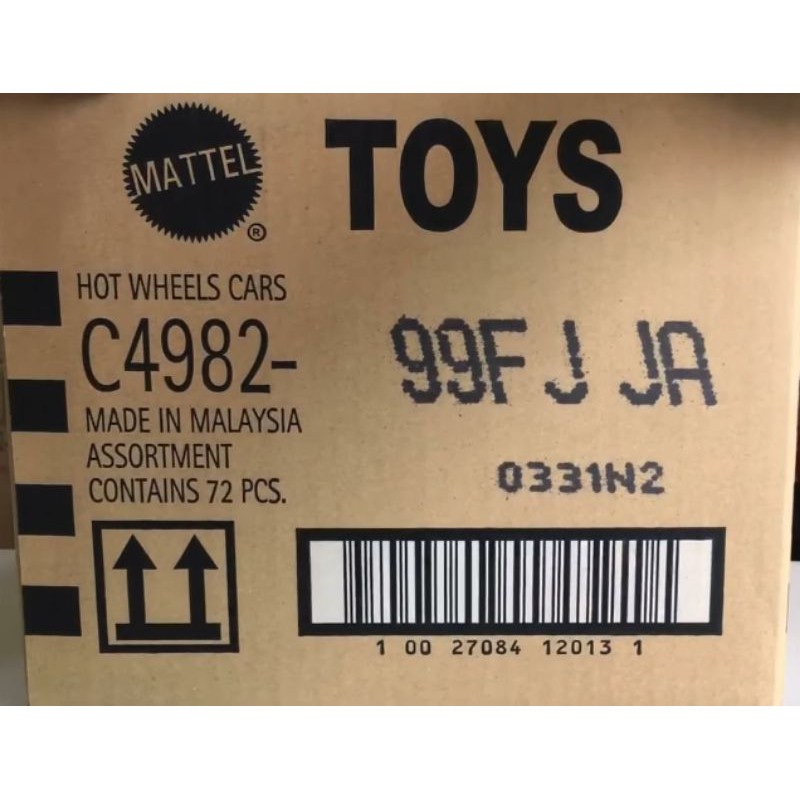 MATTEL
®
TOYS
HOT WHEELS CARS
C4982-
99F J JA
MADE IN MALAYSIA
ASSORTMENT
CONTAINS 72 PCS.
0331N2
1 00 27084 12013 1